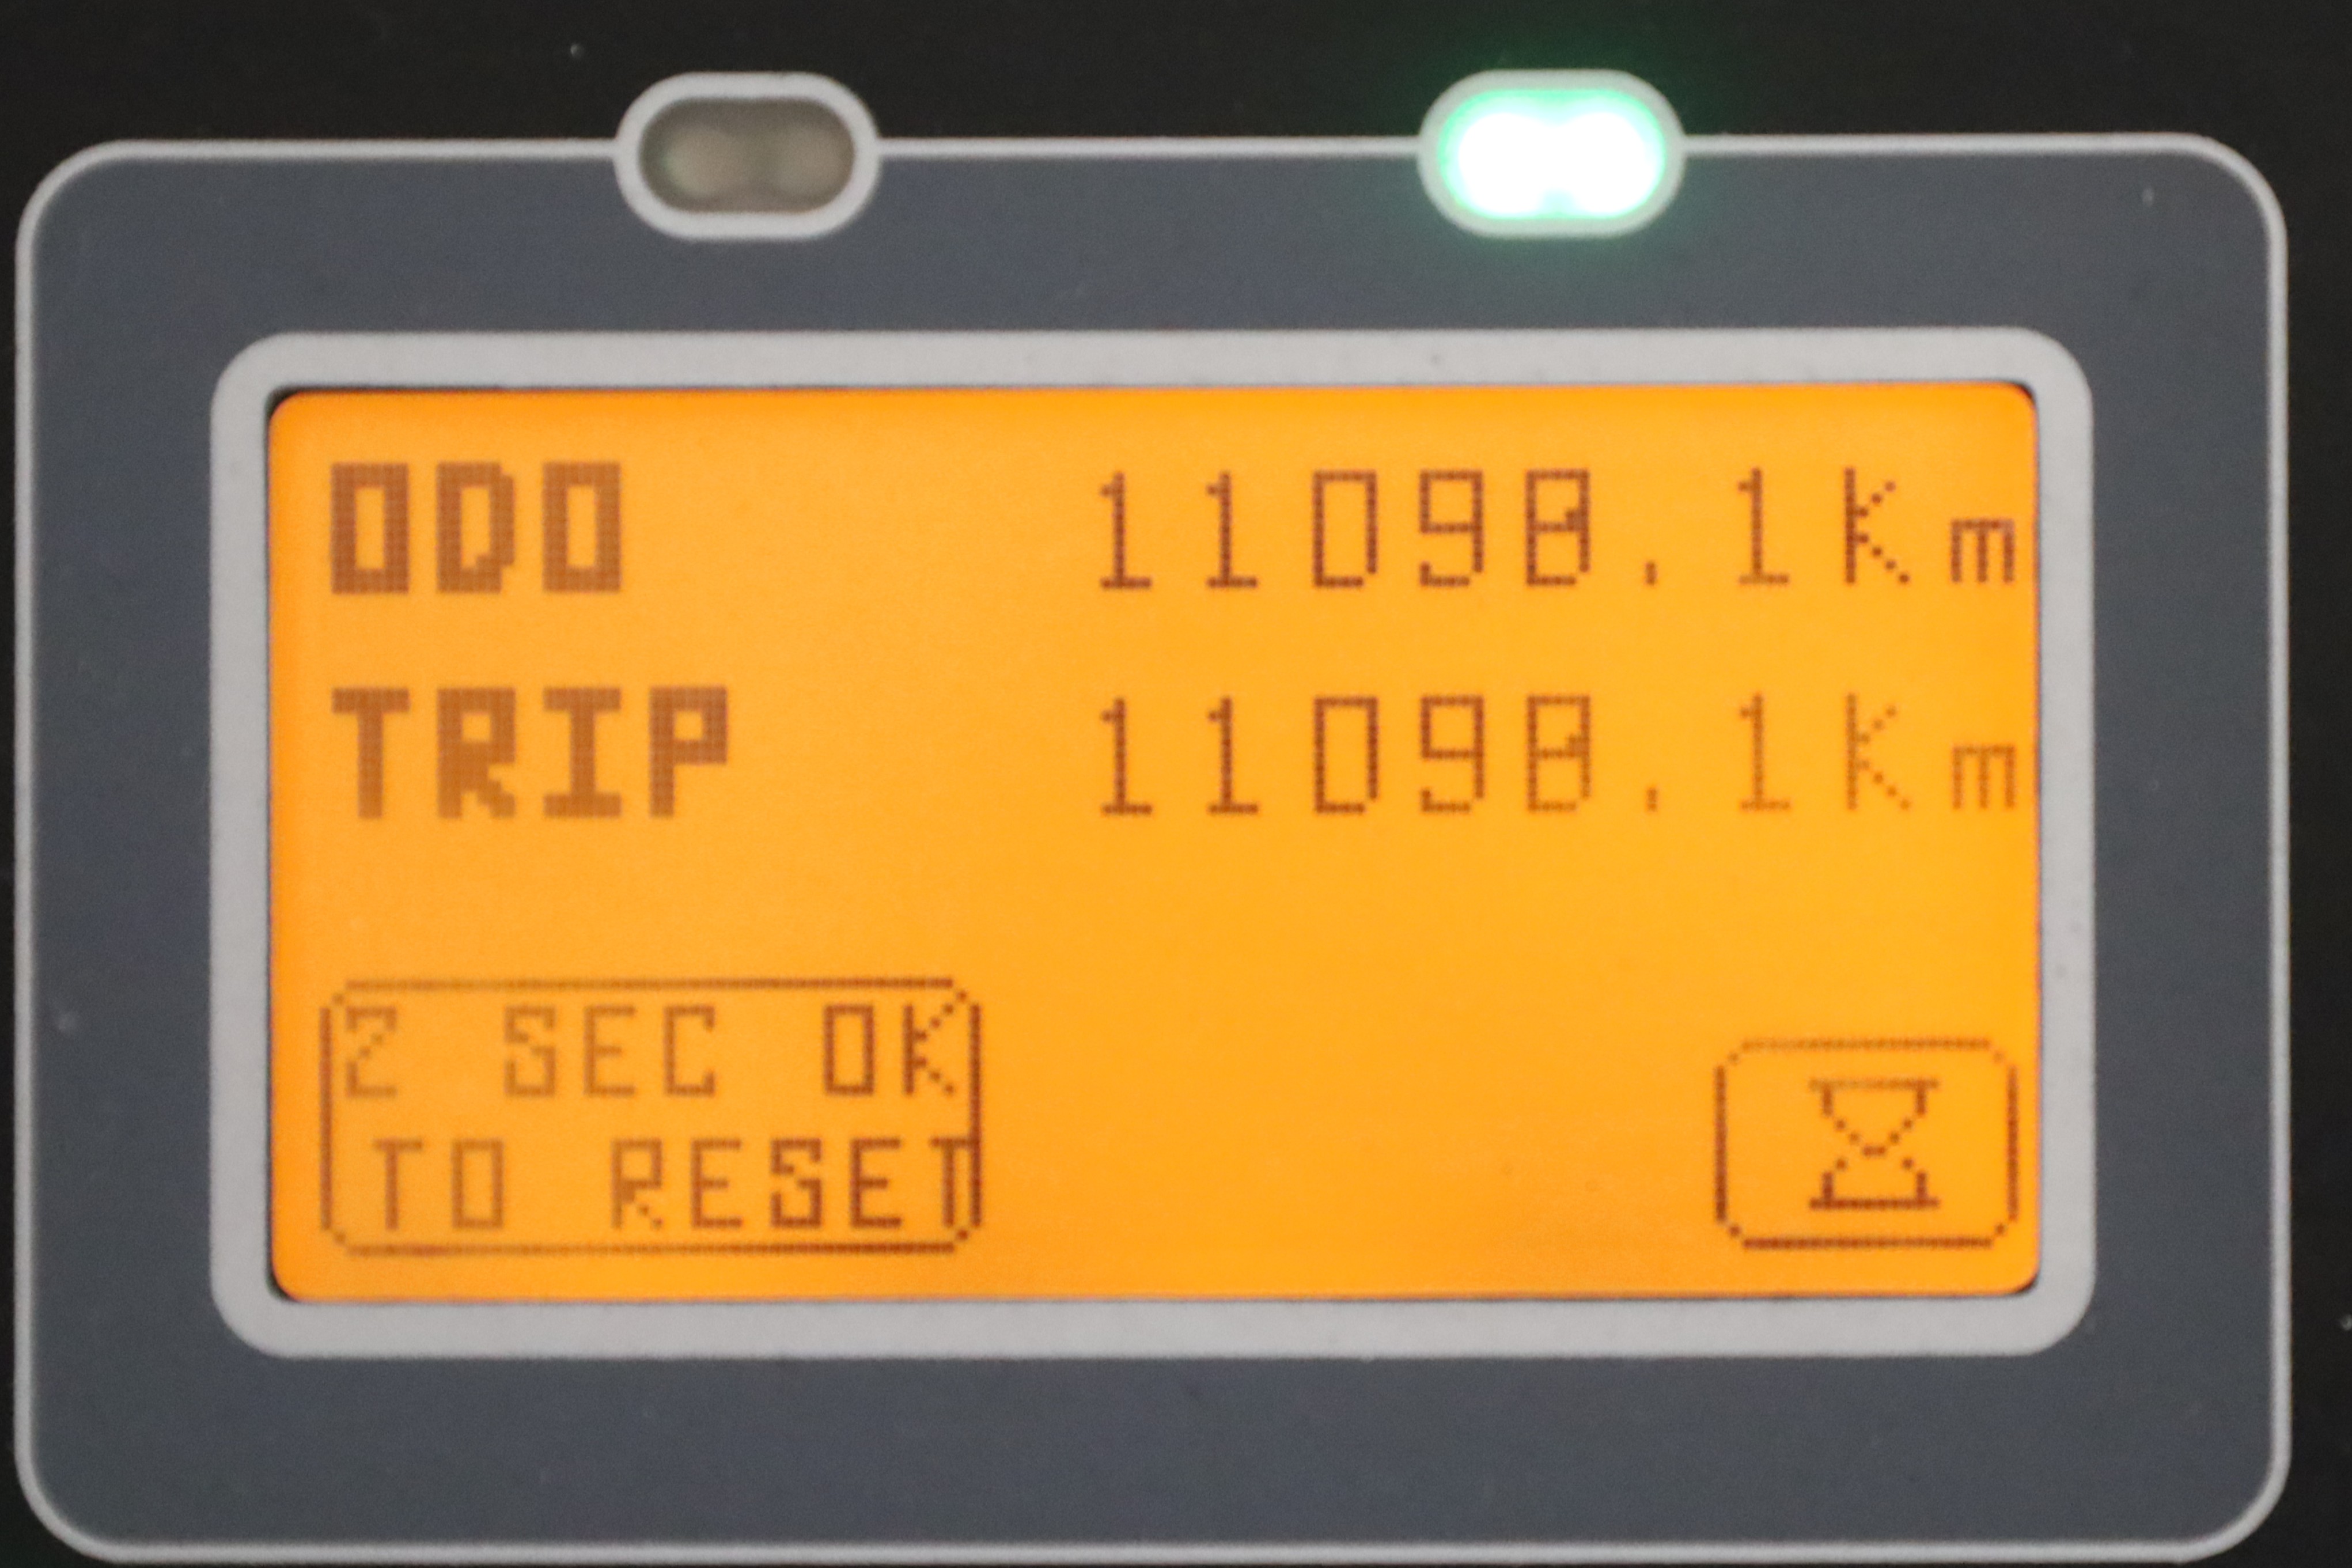 ODO 11098.1Km
TRIP 11098.1Km
2 SEC OK
TO RESET